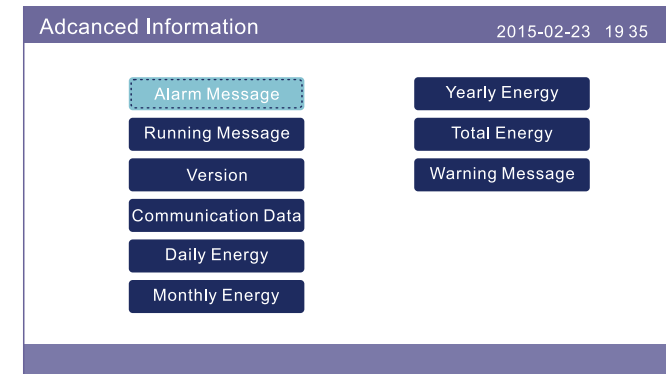 Adcanced Information
2015-02-23 19 35
Alarm Message
Running Message
Version
Communication Data
Daily Energy
Monthly Energy
Yearly Energy
Total Energy
Warning Message